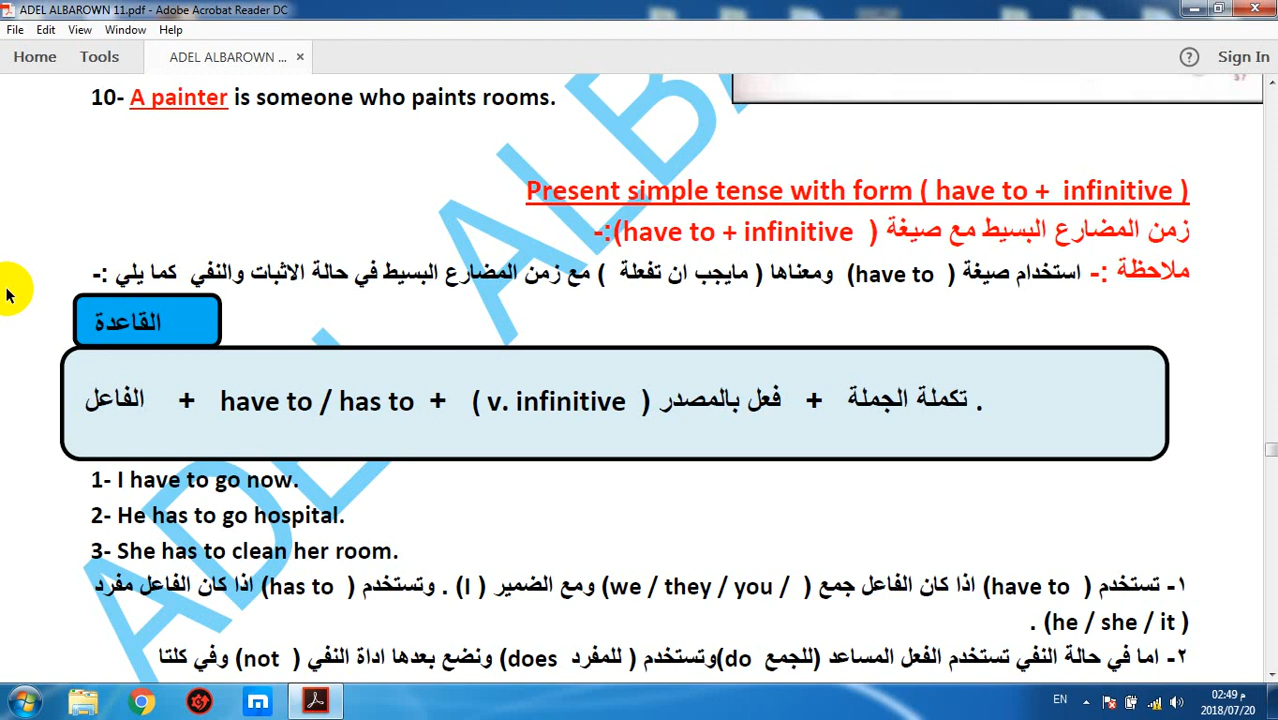 ADEL ALBAROWN 11.pdf - Adobe Acrobat Reader DC
File Edit View Window Help
Home Tools ADEL ALBAROWN ... × ? Sign In
10- A painter is someone who paints rooms.
Present simple tense with form ( have to + infinitive )
زمن المضارع البسيط مع صيغة ( have to + infinitive):-
ملاحظة :- استخدام صيغة ( have to) ومعناها ( مايجب ان تفعلة ) مع زمن المضارع البسيط في حالة الاثبات والنفي كما يلي :-
القاعدة
الفاعل + have to / has to + ( v. infinitive ) فعل بالمصدر + تكملة الجملة .
1- I have to go now.
2- He has to go hospital.
3- She has to clean her room.
١- تستخدم ( have to) اذا كان الفاعل جمع ( we / they / you /) ومع الضمير ( I) . وتستخدم ( has to) اذا كان الفاعل مفرد
( he / she / it) .
٢- اما في حالة النفي تستخدم الفعل المساعد (للجمع do)وتستخدم ( للمفرد does) ونضع بعدها اداة النفي ( not) وفي كلتا
ADEL ALBAROWN
EN
02:49 م
2018/07/20